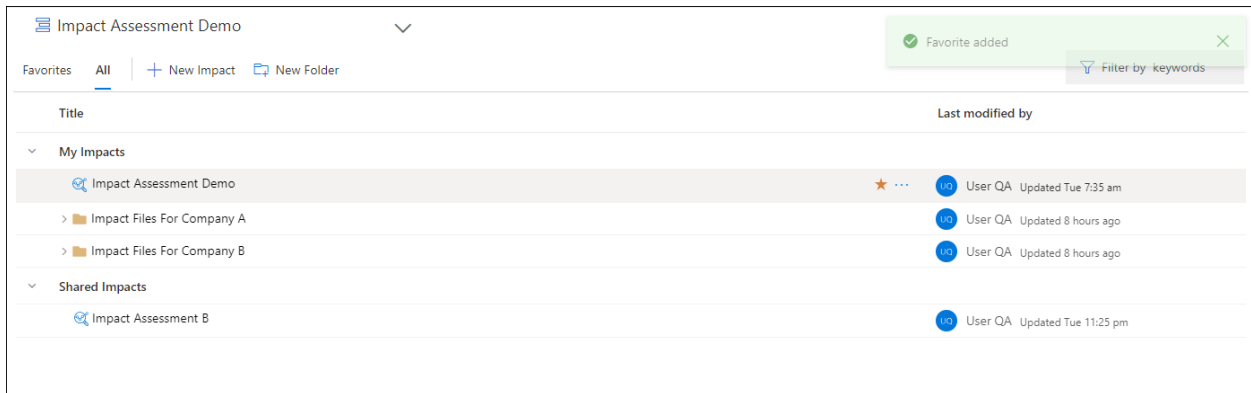 Impact Assessment Demo
Favorite added
Favorites All New Impact New Folder
Filter by keywords
Title Last modified by
My Impacts
Impact Assessment Demo UQ User QA Updated Tue 7:35 am
Impact Files For Company A UQ User QA Updated 8 hours ago
Impact Files For Company B UQ User QA Updated 8 hours ago
Shared Impacts
Impact Assessment B UQ User QA Updated Tue 11:25 pm